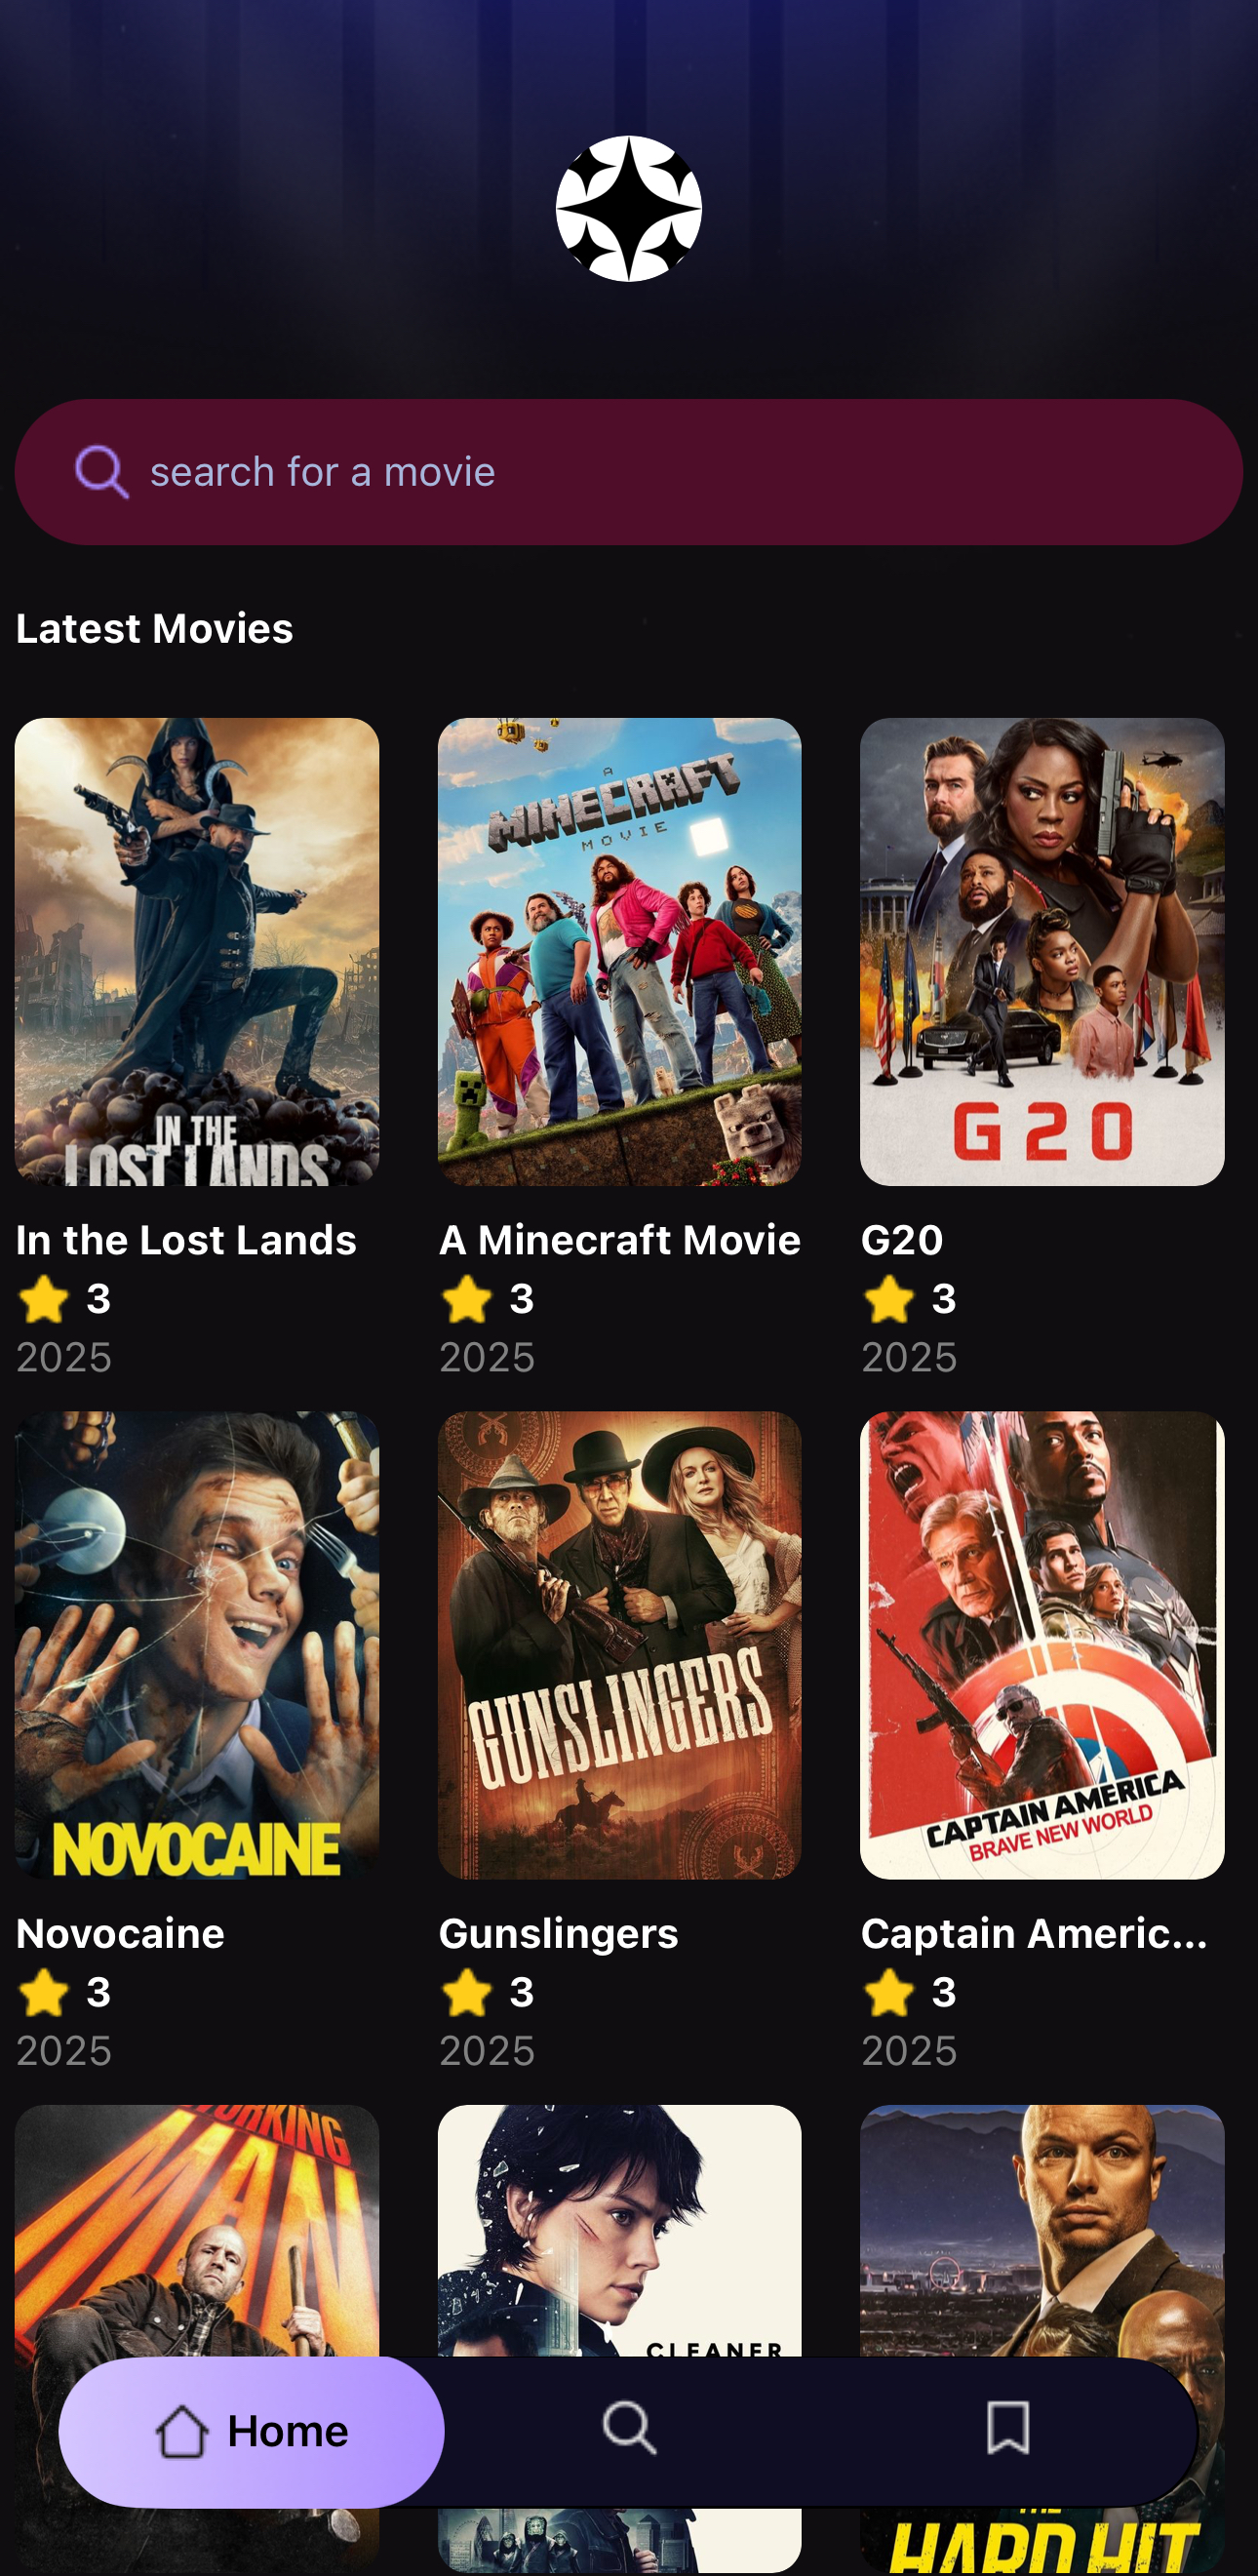 search for a movie
Latest Movies
IN THE
LOST LANDS
A
MINECRAFT
MOVIE
G20
In the Lost Lands
A Minecraft Movie
G20
3
3
3
2025
2025
2025
NOVOCAINE
GUNSLINGERS
CAPTAIN AMERICA
BRAVE NEW WORLD
Novocaine
Gunslingers
Captain Americ...
3
3
3
2025
2025
2025
WORKING
MAN
CLEANER
Home
THE
HARD HIT